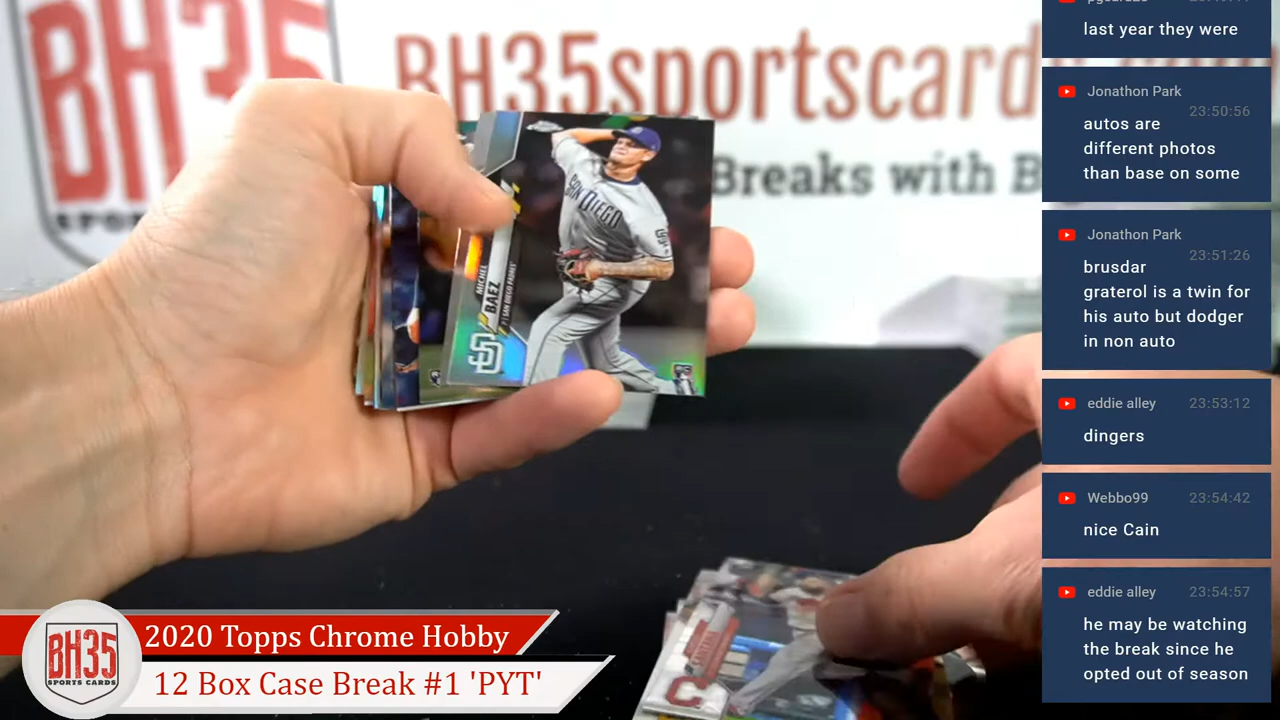 BH35
SPORTS
BH35sportscard
Breaks with B
SAN DIEGO
SD
MICHEL
BAEZ
P | SAN DIEGO PADRES
SD
RC
C
last year they were
Jonathon Park
23:50:56
autos are
different photos
than base on some
Jonathon Park
23:51:26
brusdar
graterol is a twin for
his auto but dodger
in non auto
eddie alley 23:53:12
dingers
Webbo99 23:54:42
nice Cain
eddie alley 23:54:57
he may be watching
the break since he
opted out of season
BH35
SPORTS CARDS
2020 Topps Chrome Hobby
12 Box Case Break #1 'PYT'